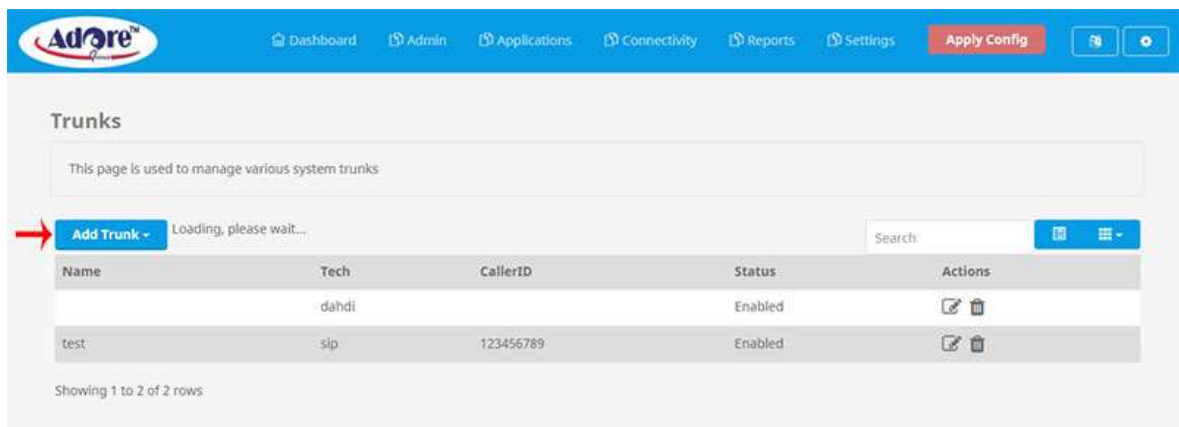 Adore™
Dashboard Admin Applications Connectivity Reports Settings Apply Config
Trunks
This page is used to manage various system trunks
Add Trunk Loading, please wait... Search
Name Tech CallerID Status Actions
dahdi Enabled
test sip 123456789 Enabled
Showing 1 to 2 of 2 rows